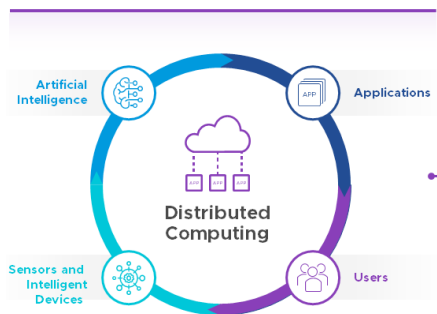 Artificial
Intelligence
APP
Applications
APP APP APP
Distributed
Computing
Sensors and
Intelligent
Devices
Users